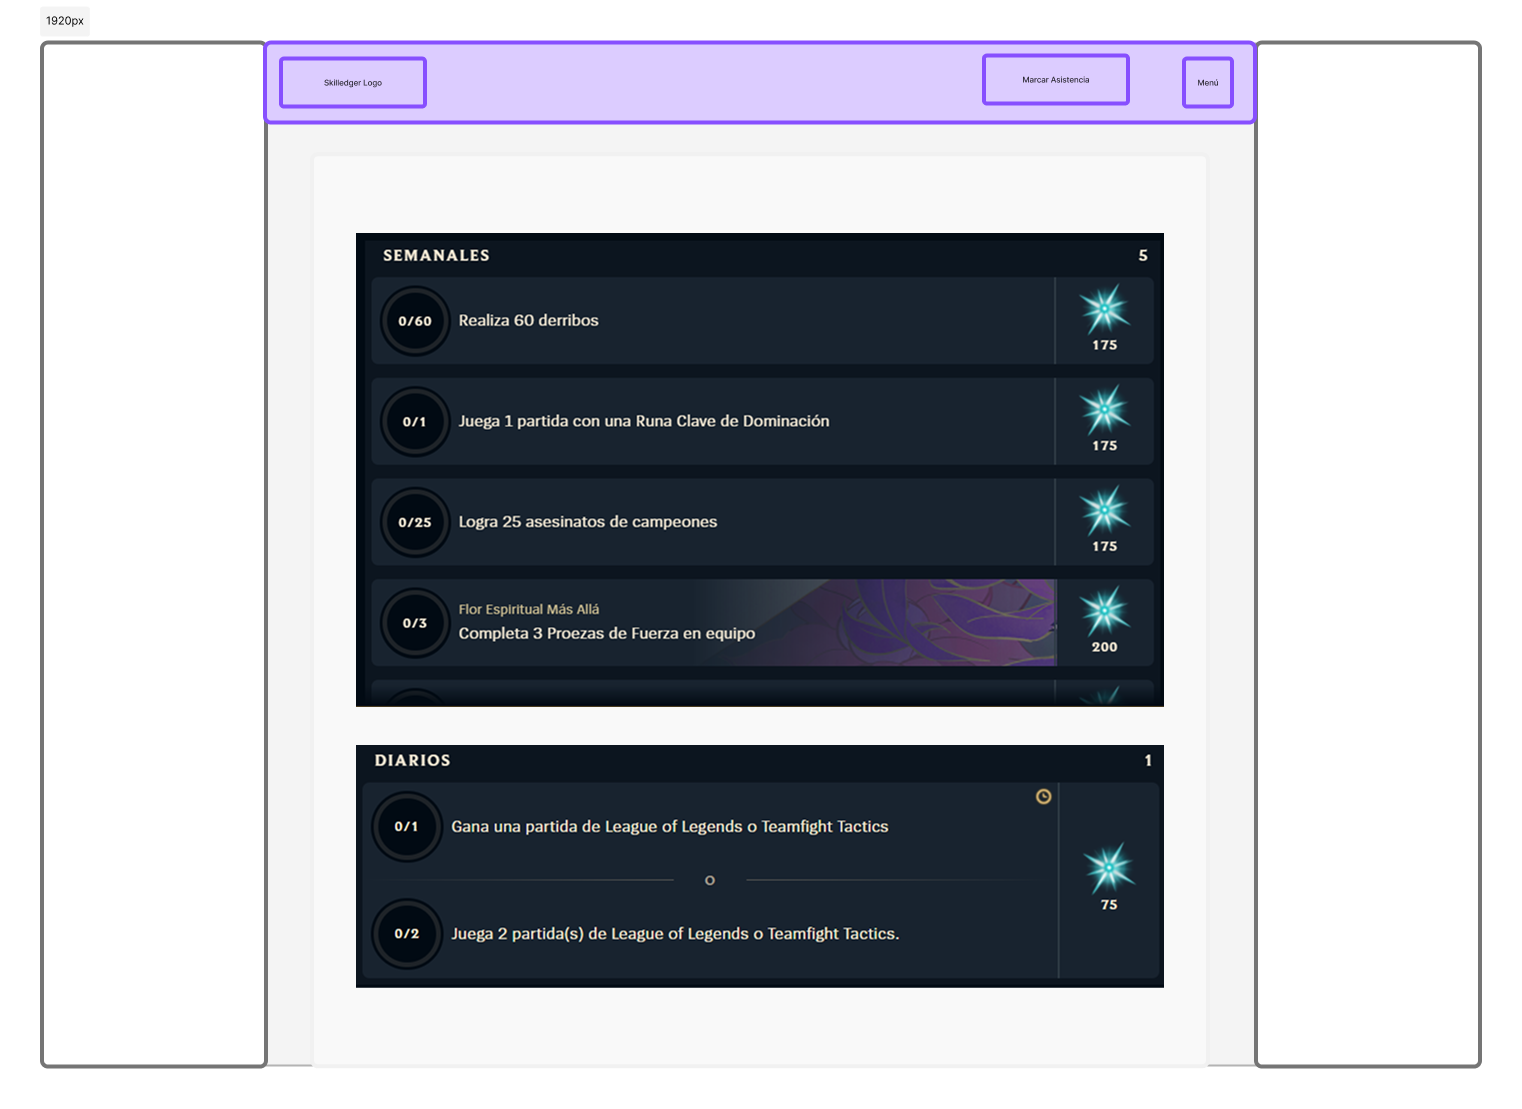 1920px
Skilledger Logo
Marcar Asistencia
Menú
SEMANALES
5
0/60
Realiza 60 derribos
175
0/1
Juega 1 partida con una Runa Clave de Dominación
175
0/25
Logra 25 asesinatos de campeones
175
0/3
Flor Espiritual Más Allá
Completa 3 Proezas de Fuerza en equipo
200
DIARIOS
1
0/1
Gana una partida de League of Legends o Teamfight Tactics
O
75
0/2
Juega 2 partida(s) de League of Legends o Teamfight Tactics.